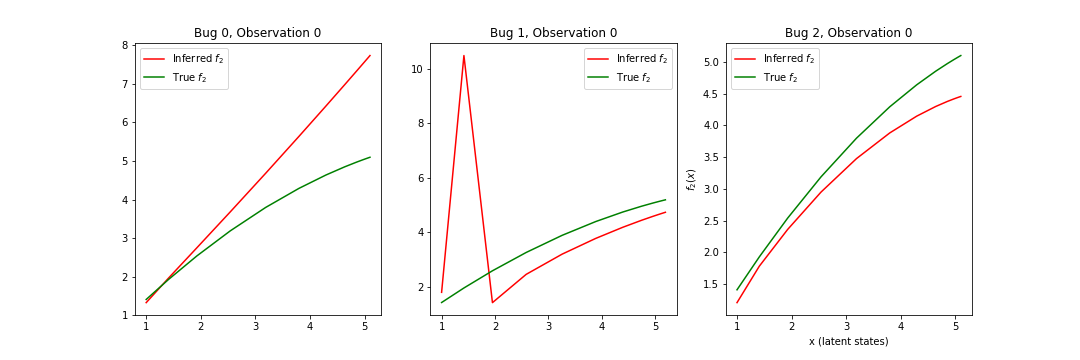 Bug 0, Observation 0
Inferred f₂
True f₂
8
7
6
5
4
3
2
1
1 2 3 4 5
Bug 1, Observation 0
Inferred f₂
True f₂
10
8
6
4
2
1 2 3 4 5
Bug 2, Observation 0
Inferred f₂
True f₂
5.0
4.5
4.0
3.5
3.0
2.5
2.0
1.5
f₂(x)
1 2 3 4 5
x (latent states)